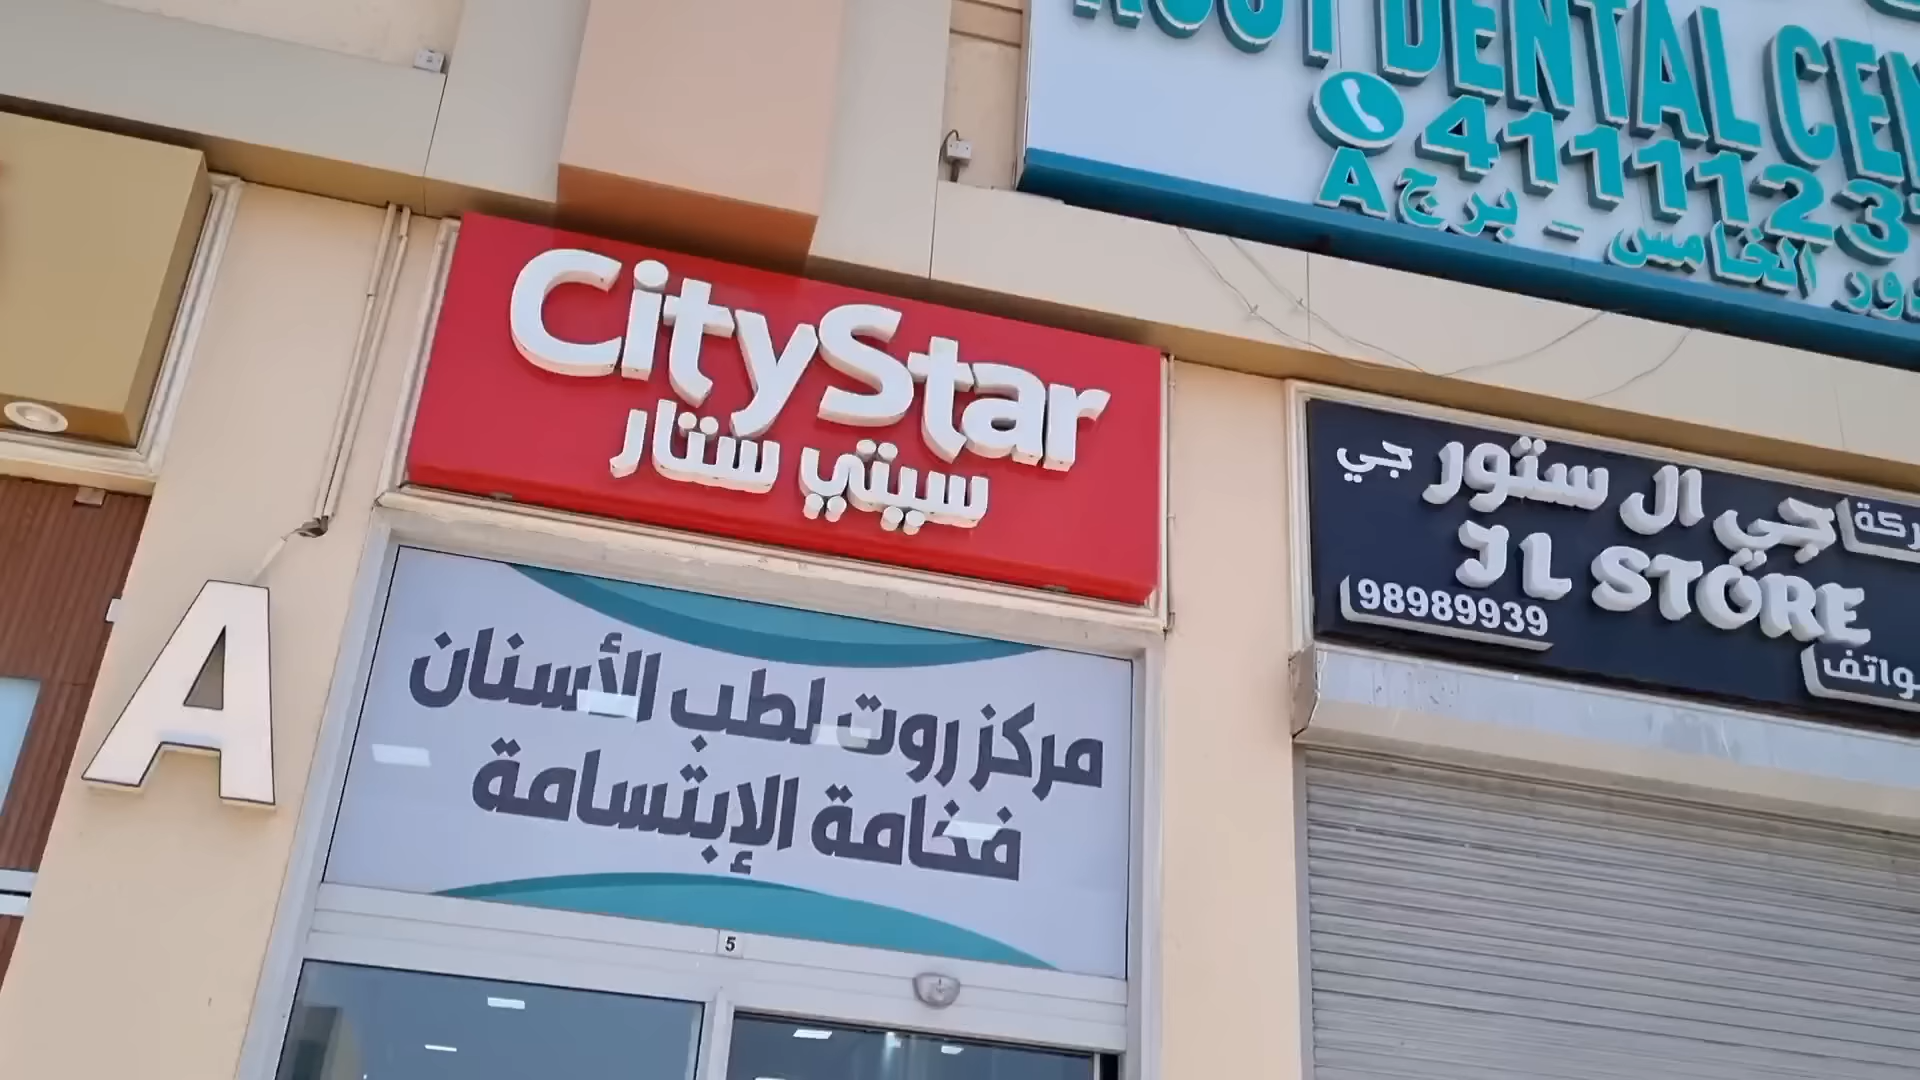 DENTAL
4111123
برج A - الخامس
CityStar
سيتي ستار
جي ال ستور جي
JL STORE
98989939
A
مركز روت لطب الأسنان
فخامة الإبتسامة
5